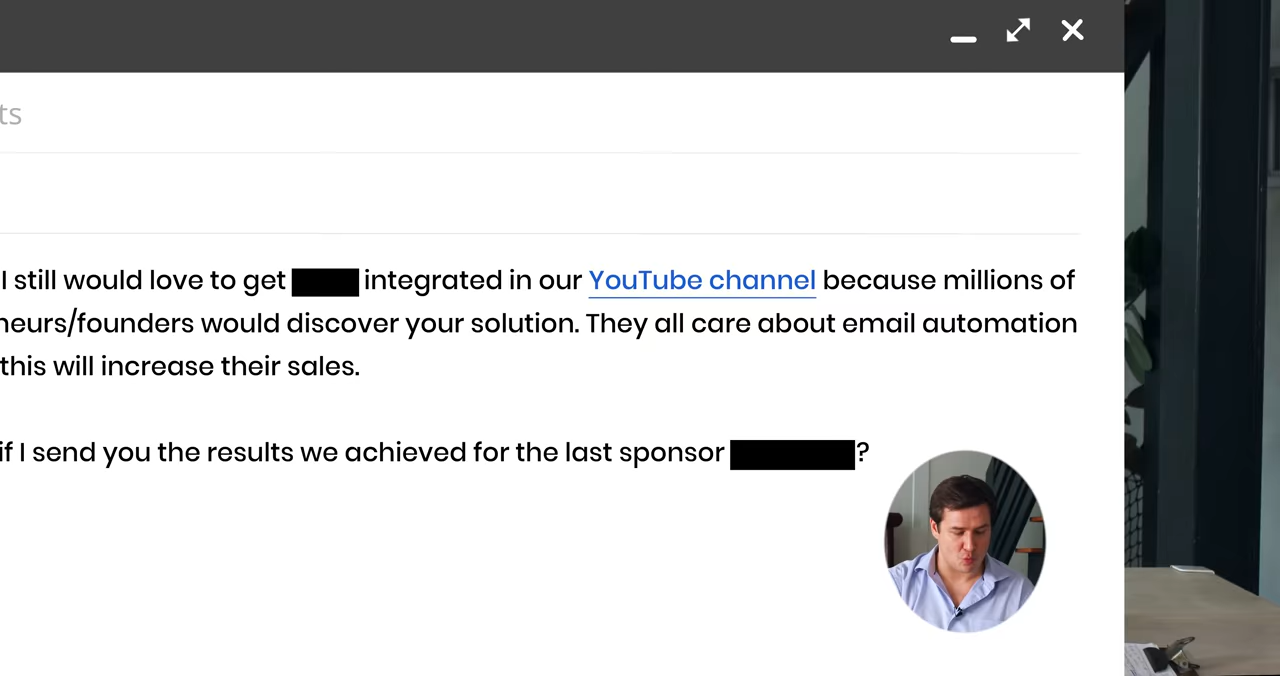 ts
I still would love to get integrated in our YouTube channel because millions of
neurs/founders would discover your solution. They all care about email automation
this will increase their sales.
if I send you the results we achieved for the last sponsor ?